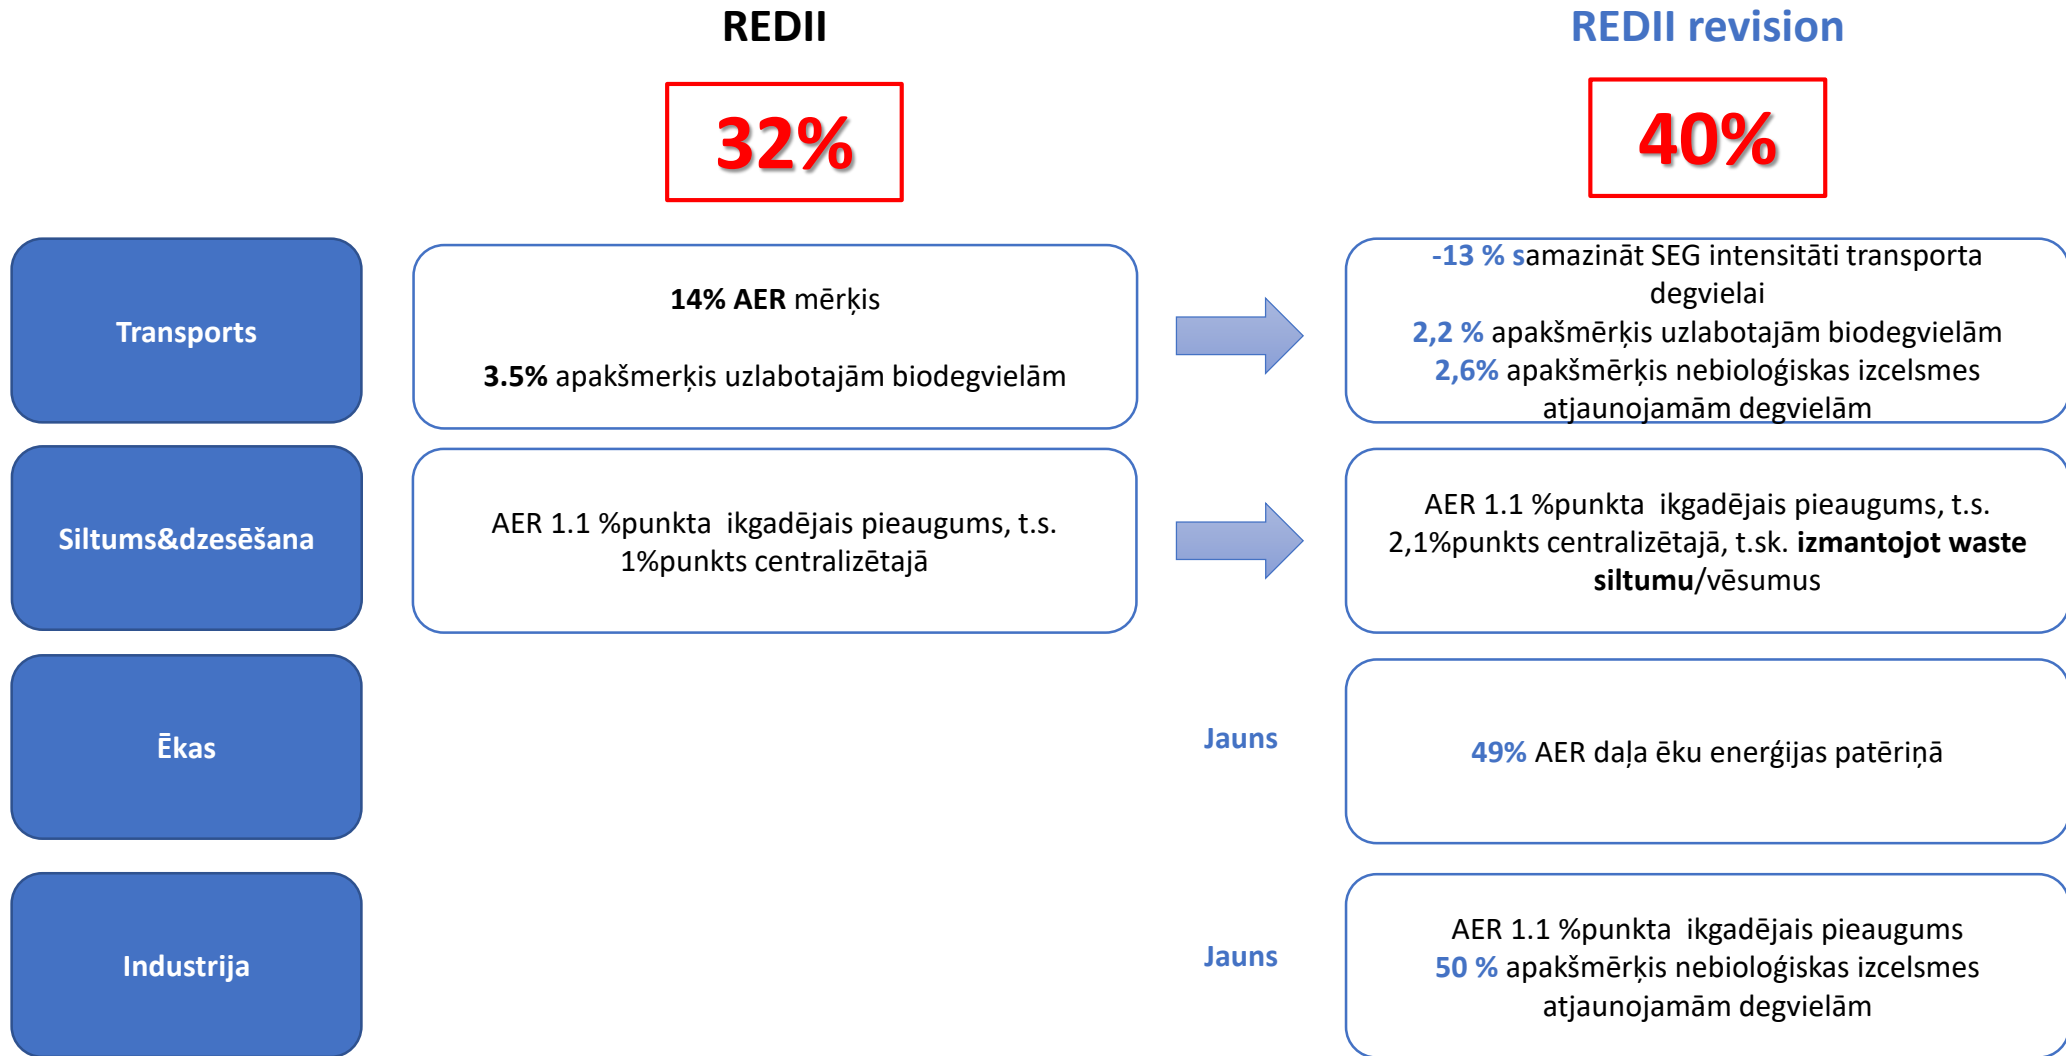 REDII
REDII revision
32%
40%
Transports
14% AER mērķis
3.5% apakšmerķis uzlabotajām biodegvielām
-13 % samazināt SEG intensitāti transporta
degvielai
2,2 % apakšmērķis uzlabotajām biodegvielām
2,6% apakšmērķis nebioloģiskas izcelsmes
atjaunojamām degvielām
Siltums&dzesēšana
AER 1.1 %punkta ikgadējais pieaugums, t.s.
1%punkts centralizētajā
AER 1.1 %punkta ikgadējais pieaugums, t.s.
2,1%punkts centralizētajā, t.sk. izmantojot waste
siltumu/vēsumus
Ēkas
Jauns
49% AER daļa ēku enerģijas patēriņā
Industrija
Jauns
AER 1.1 %punkta ikgadējais pieaugums
50 % apakšmērķis nebioloģiskas izcelsmes
atjaunojamām degvielām